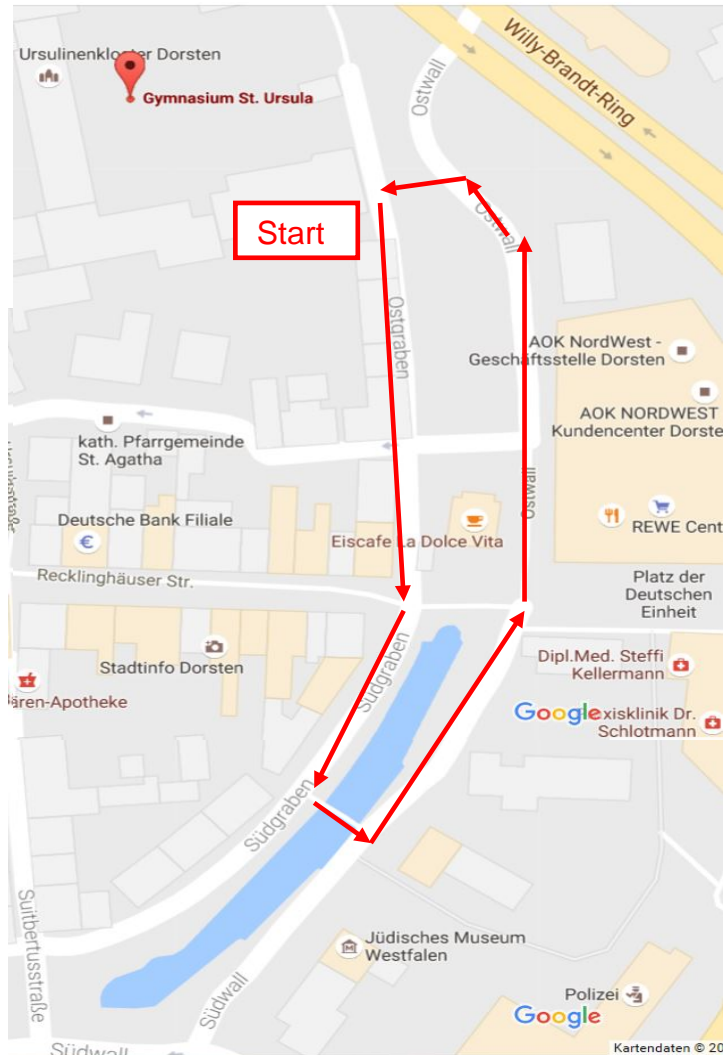 Ursulinenkloster Dorsten
Gymnasium St. Ursula
Ostwall
Willy-Brandt-Ring
Start
Ostwall
Ostgraben
AOK NordWest -
Geschäftsstelle Dorsten
AOK NORDWEST
Kundencenter Dorste
kath. Pfarrgemeinde
St. Agatha
Ostwall
Deutsche Bank Filiale
€
REWE Cent
Eiscafe La Dolce Vita
Recklinghäuser Str.
Platz der
Deutschen
Einheit
Stadtinfo Dorsten
Südgraben
Dipl.Med. Steffi
Kellermann
ären-Apotheke
Google
xisklinik Dr.
Schlotmann
Südgraben
Suitbertusstraße
Jüdisches Museum
Westfalen
Polizei
Südwall
Google
Südwall
Kartendaten © 20